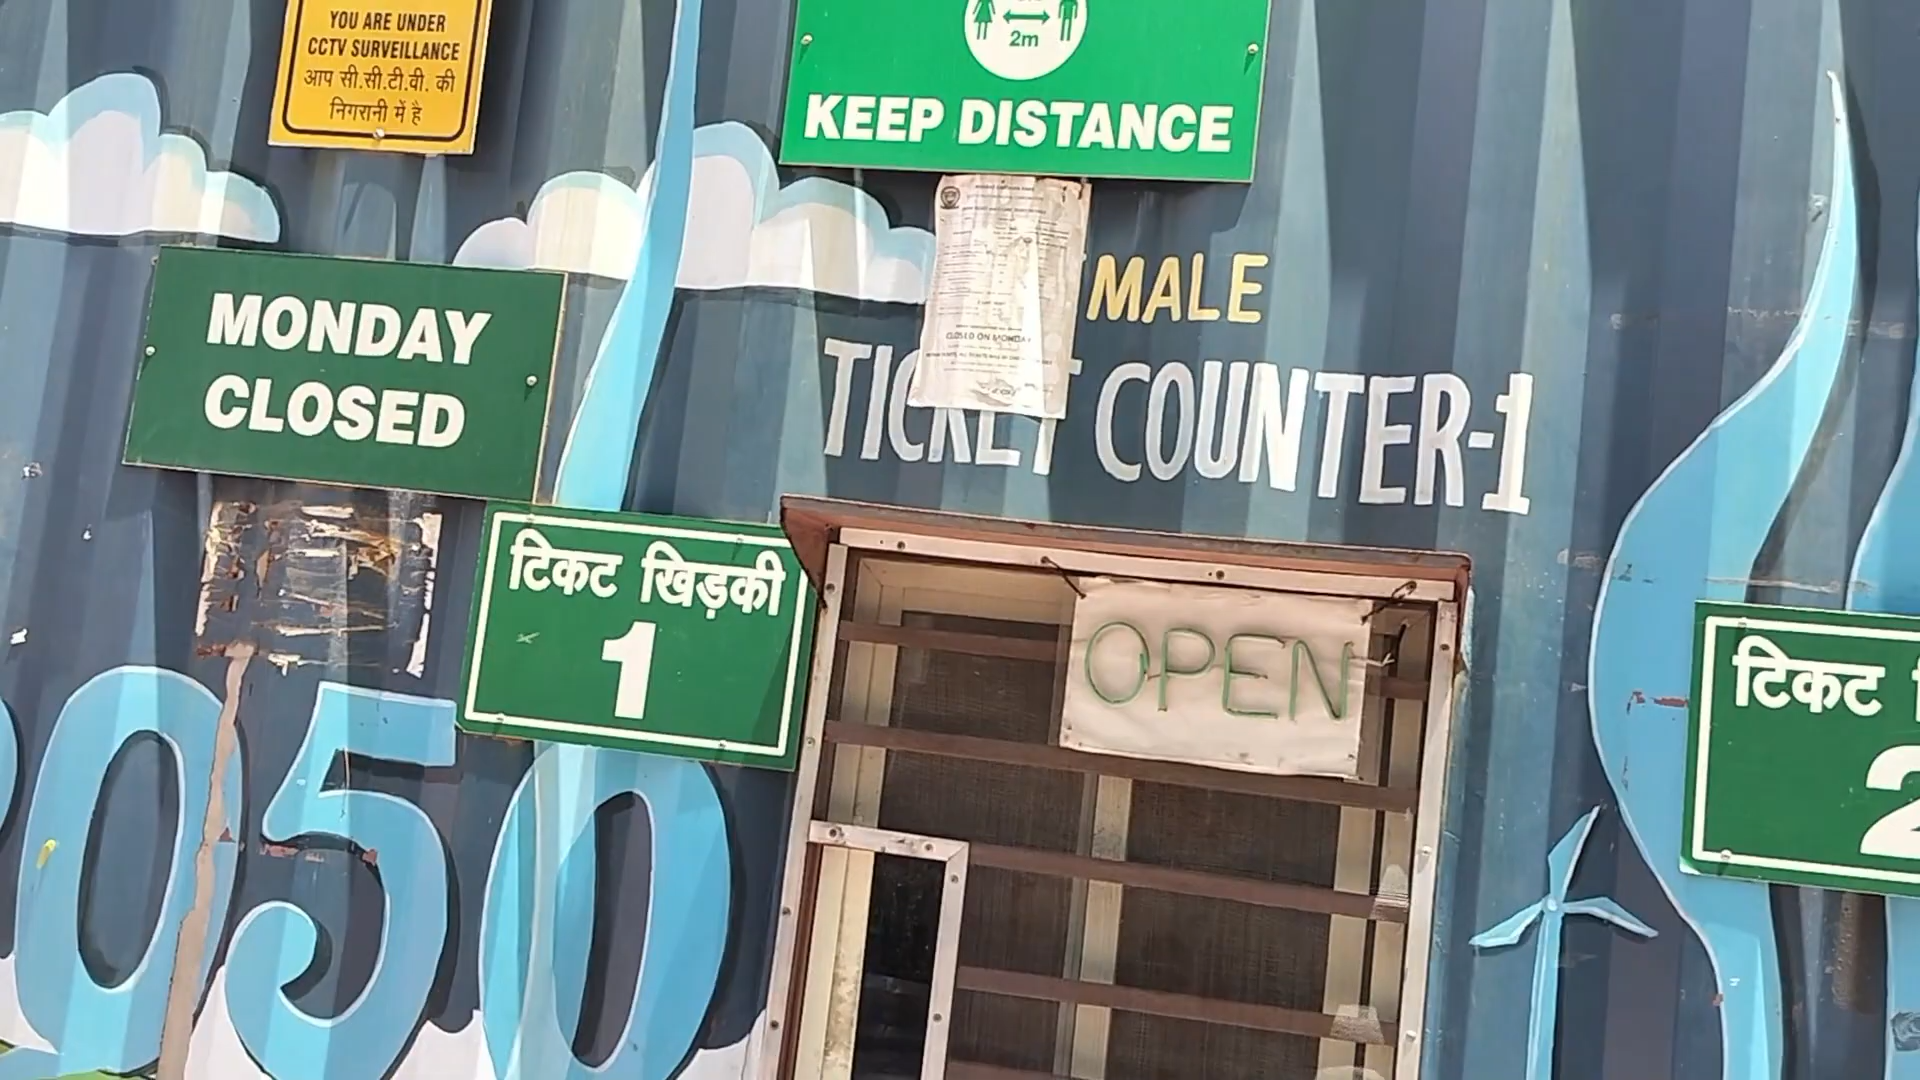 YOU ARE UNDER
CCTV SURVEILLANCE
आप सी.सी.टी.वी. की
निगरानी में है
2m
KEEP DISTANCE
MONDAY
CLOSED
CLOSED ON MONDAY
MALE
TICKET COUNTER-1
टिकट खिड़की
1
OPEN
टिकट
2
050